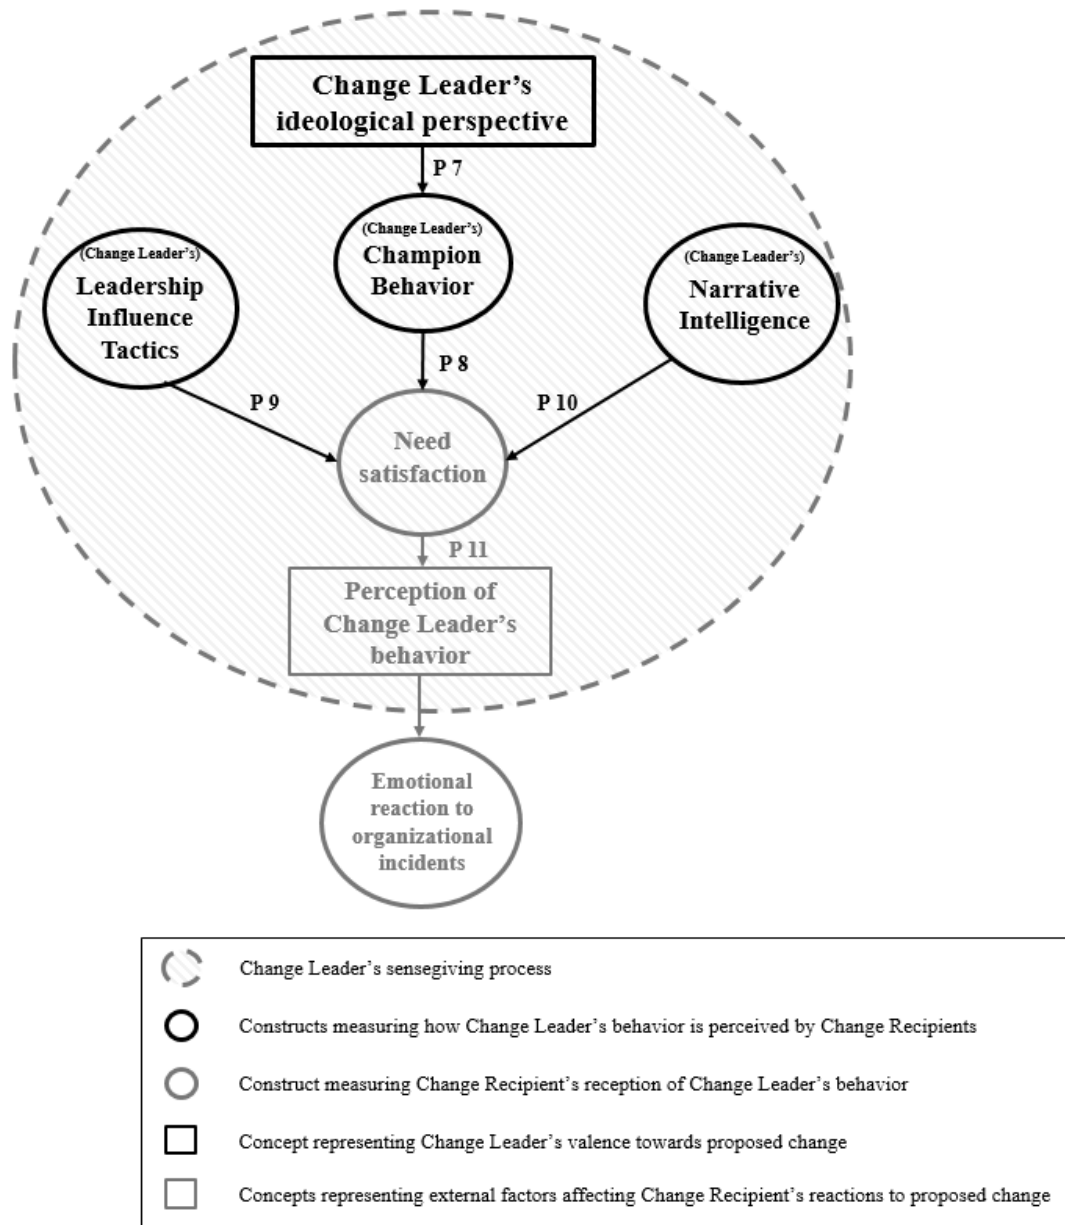 Change Leader’s
ideological perspective
P 7
(Change Leader’s)
Leadership
Influence
Tactics
(Change Leader’s)
Champion
Behavior
(Change Leader’s)
Narrative
Intelligence
P 9
P 8
P 10
Need
satisfaction
P 11
Perception of
Change Leader’s
behavior
Emotional
reaction to
organizational
incidents
Change Leader’s sensegiving process
Constructs measuring how Change Leader’s behavior is perceived by Change Recipients
Construct measuring Change Recipient’s reception of Change Leader’s behavior
Concept representing Change Leader’s valence towards proposed change
Concepts representing external factors affecting Change Recipient’s reactions to proposed change